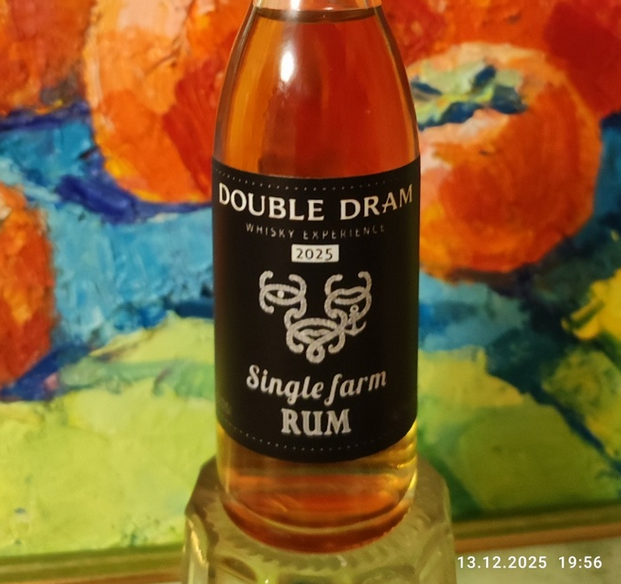 DOUBLE DRAM
WHISKY EXPERIENCE
2025
Single farm
RUM
13.12.2025 19:56